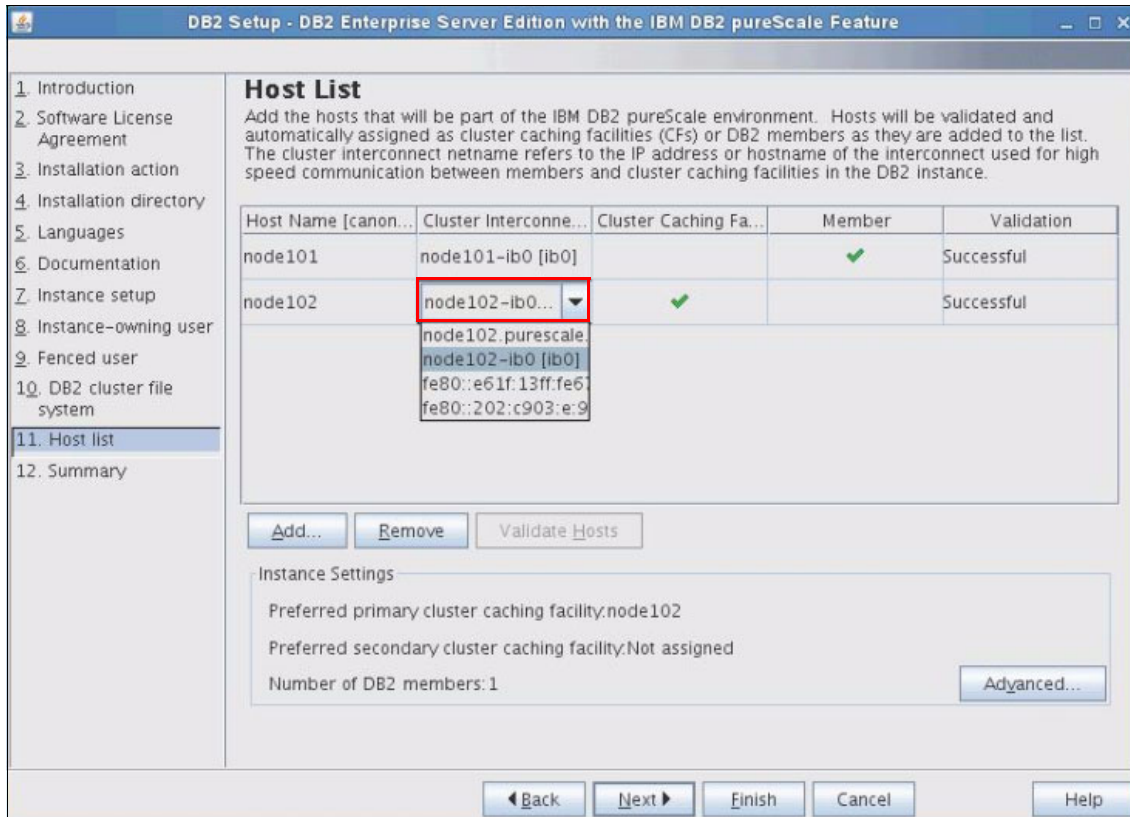 DB2 Setup - DB2 Enterprise Server Edition with the IBM DB2 pureScale Feature
1. Introduction
2. Software License
Agreement
3. Installation action
4. Installation directory
5. Languages
6. Documentation
7. Instance setup
8. Instance-owning user
9. Fenced user
10. DB2 cluster file
system
11. Host list
12. Summary
Host List
Add the hosts that will be part of the IBM DB2 pureScale environment. Hosts will be validated and
automatically assigned as cluster caching facilities (CFs) or DB2 members as they are added to the list.
The cluster interconnect netname refers to the IP address or hostname of the interconnect used for high
speed communication between members and cluster caching facilities in the DB2 instance.
Host Name [canon... Cluster Interconne... Cluster Caching Fa... Member Validation
node101 node101-ib0 [ib0] Successful
node102 node102-ib0... Successful
node102.purescale.
node102-ib0 [ib0]
fe80::e61f:13ff:fe67
fe80::202:c903:e:9
Add... Remove Validate Hosts
Instance Settings
Preferred primary cluster caching facility:node102
Preferred secondary cluster caching facility:Not assigned
Number of DB2 members:1
Advanced...
Back Next Finish Cancel Help